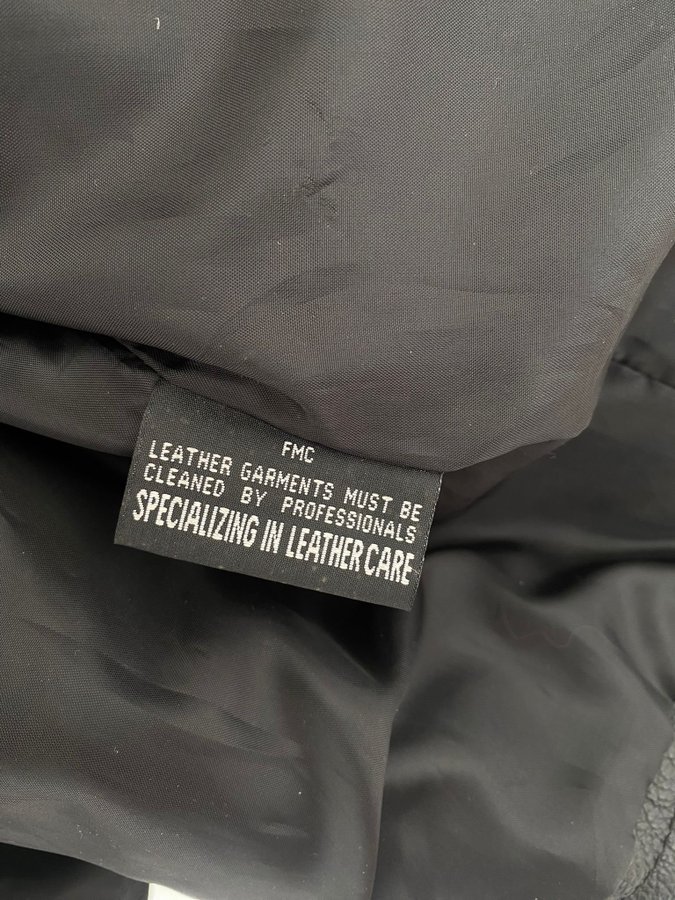 FMC
LEATHER GARMENTS MUST BE
CLEANED BY PROFESSIONALS
SPECIALIZING IN LEATHER CARE